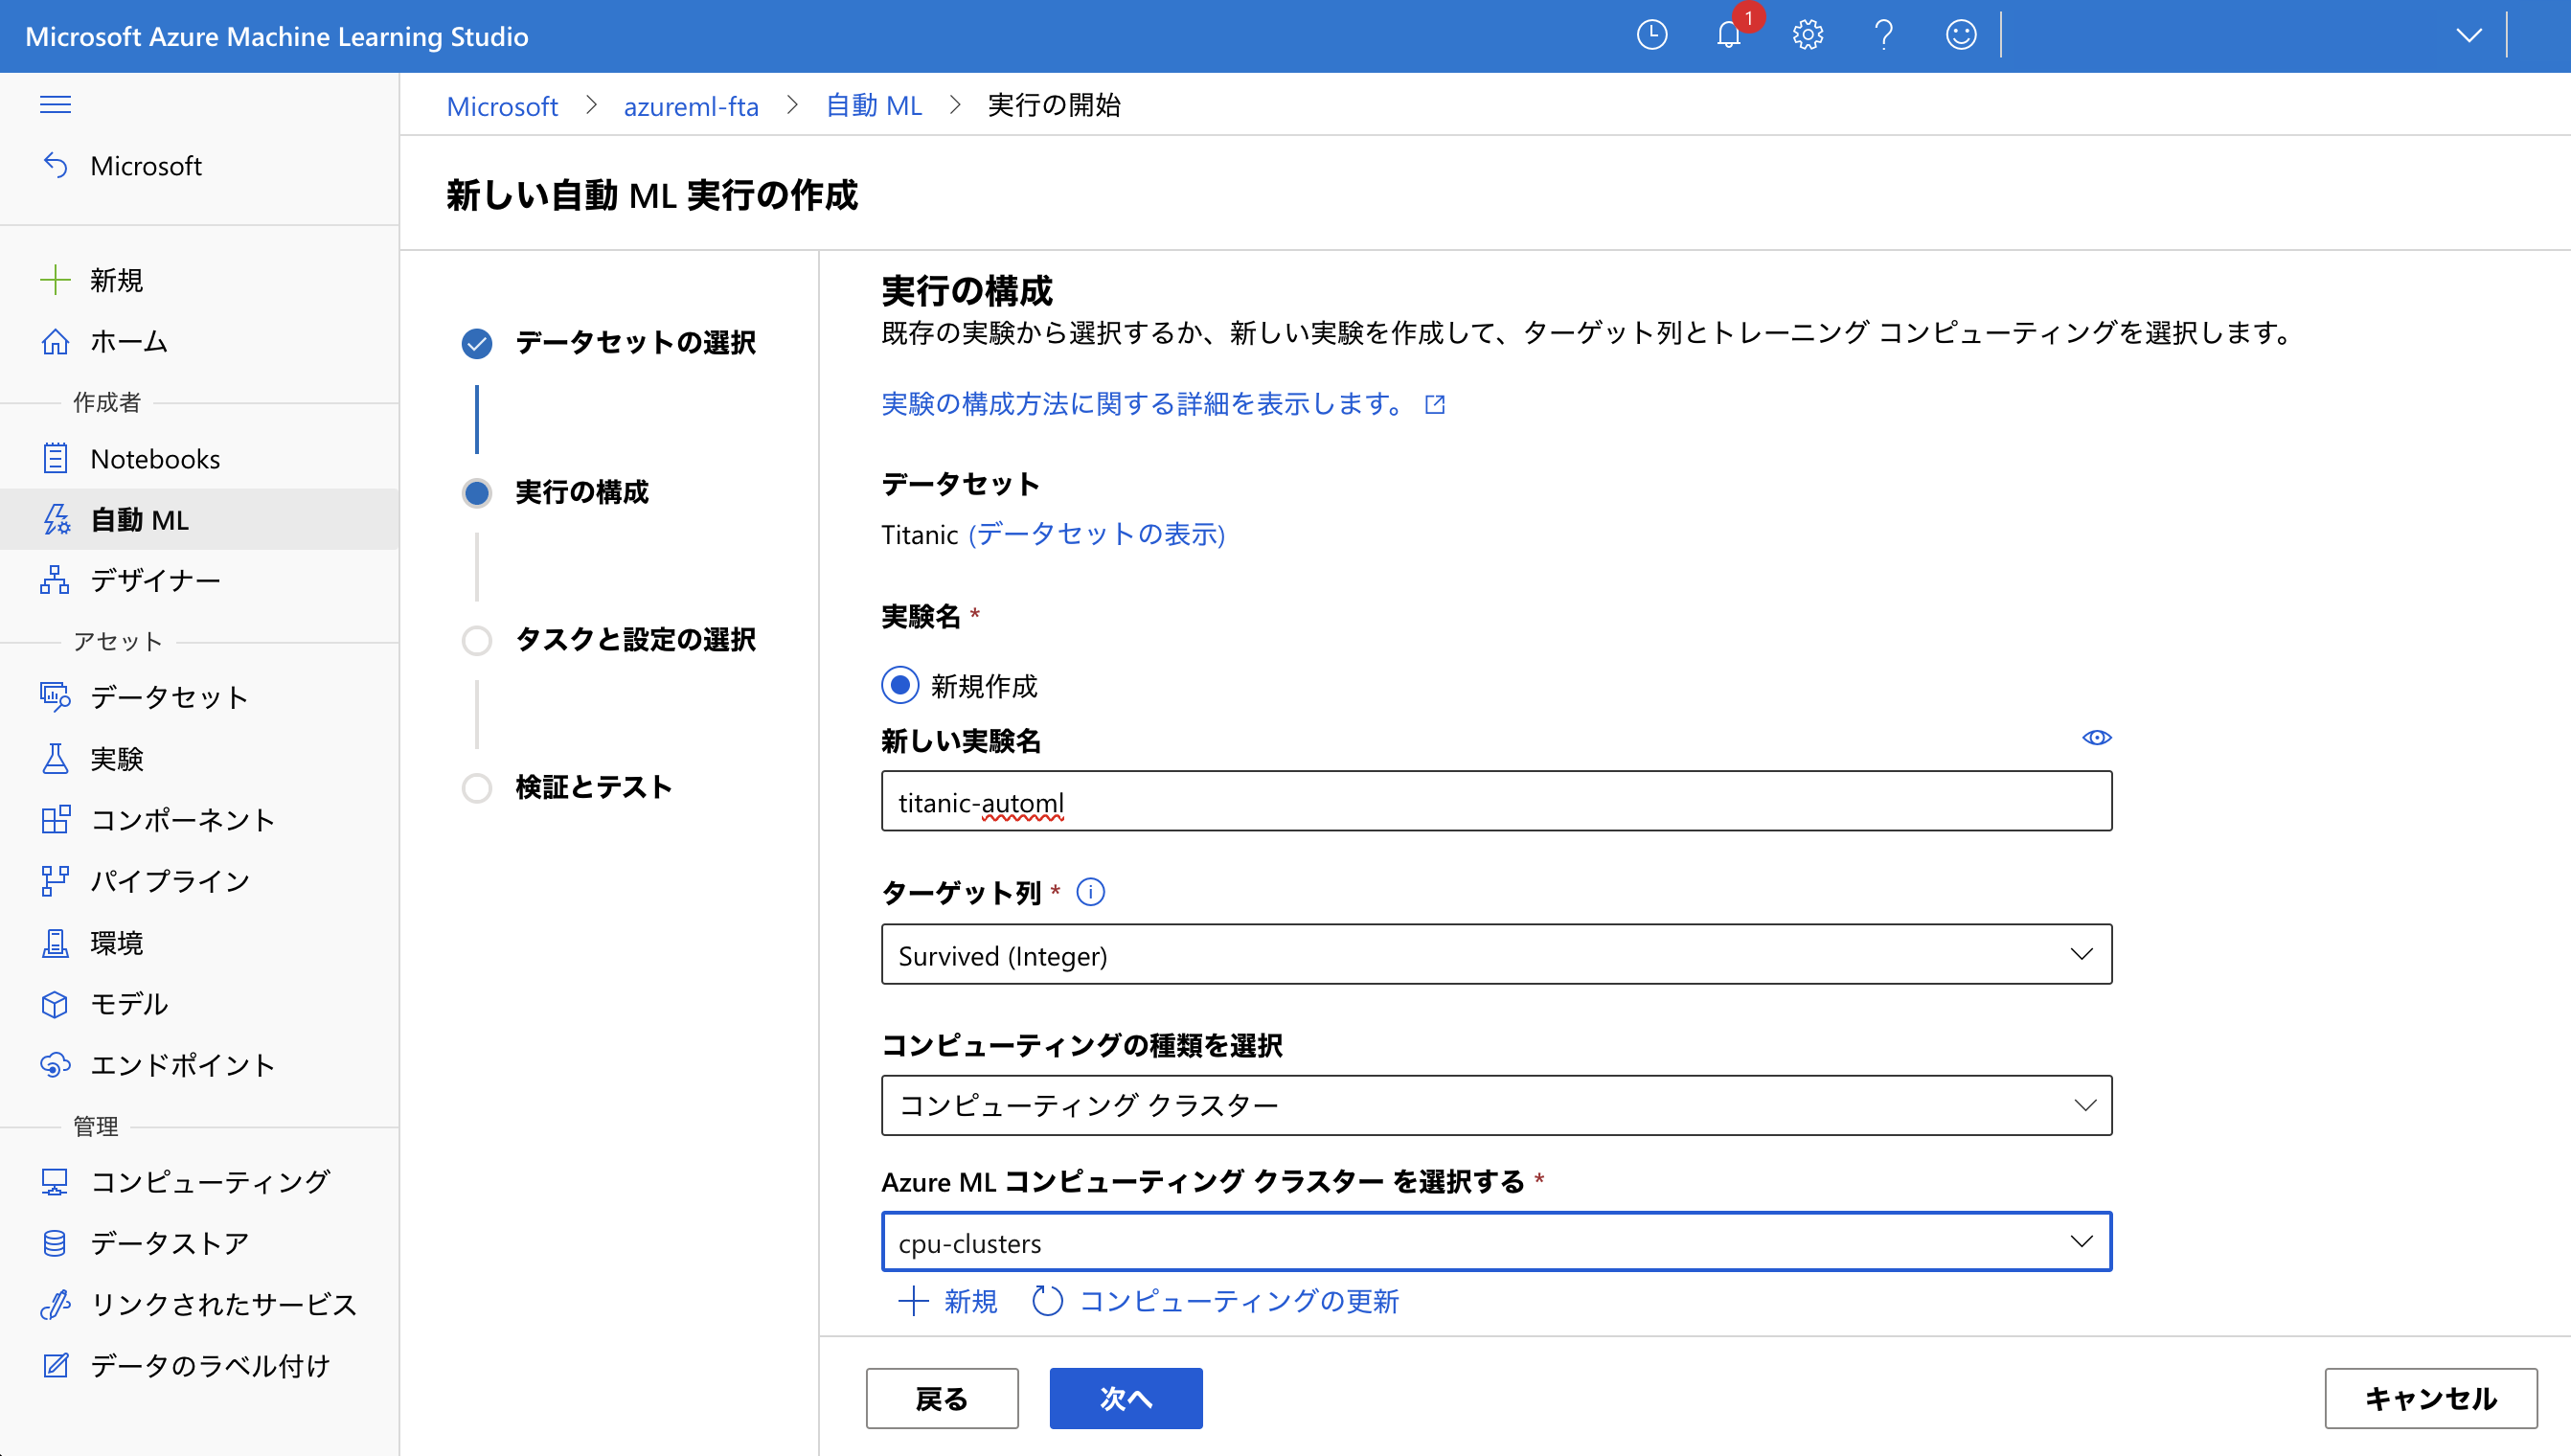 Microsoft Azure Machine Learning Studio
1
Microsoft
新規
ホーム
作成者
Notebooks
自動 ML
デザイナー
アセット
データセット
実験
コンポーネント
パイプライン
環境
モデル
エンドポイント
管理
コンピューティング
データストア
リンクされたサービス
データのラベル付け
Microsoft > azureml-fta > 自動 ML > 実行の開始
新しい自動 ML 実行の作成
データセットの選択
実行の構成
タスクと設定の選択
検証とテスト
実行の構成
既存の実験から選択するか、新しい実験を作成して、ターゲット列とトレーニング コンピューティングを選択します。
実験の構成方法に関する詳細を表示します。
データセット
Titanic (データセットの表示)
実験名 *
新規作成
新しい実験名
titanic-automl
ターゲット列 *
Survived (Integer)
コンピューティングの種類を選択
コンピューティング クラスター
Azure ML コンピューティング クラスター を選択する *
cpu-clusters
新規 コンピューティングの更新
戻る 次へ キャンセル